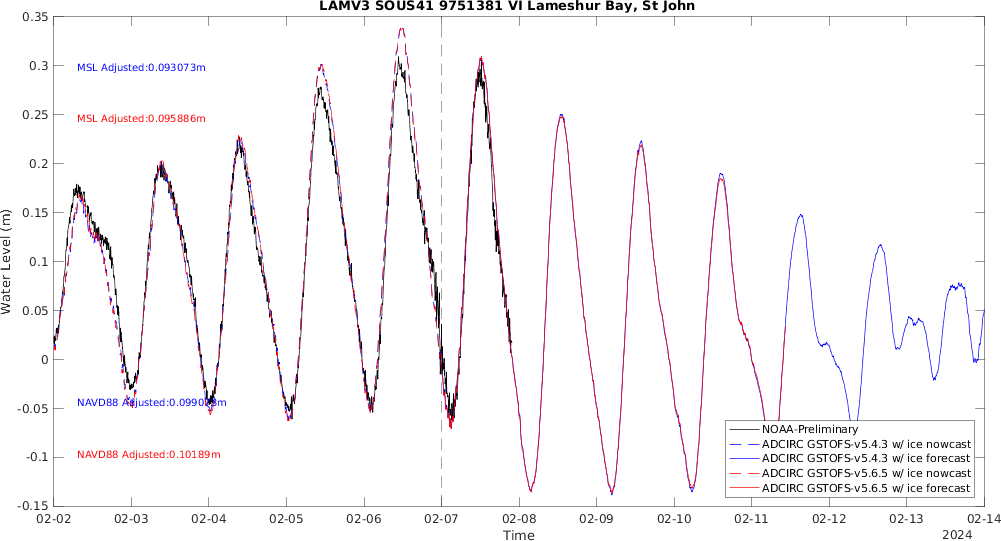 LAMV3 SOUS41 9751381 VI Lameshur Bay, St John
0.35
0.3
0.25
0.2
0.15
0.1
0.05
0
-0.05
-0.1
-0.15
Water Level (m)
MSL Adjusted:0.093073m
MSL Adjusted:0.095886m
NAVD88 Adjusted:
NAVD88 Adjusted:0.10189m
NOAA-Preliminary
ADCIRC GSTOFS-v5.4.3 w/ ice nowcast
ADCIRC GSTOFS-v5.4.3 w/ ice forecast
ADCIRC GSTOFS-v5.6.5 w/ ice nowcast
ADCIRC GSTOFS-v5.6.5 w/ ice forecast
02-02 02-03 02-04 02-05 02-06 02-07 02-08 02-09 02-10 02-11 02-12 02-13 02-14
Time
2024